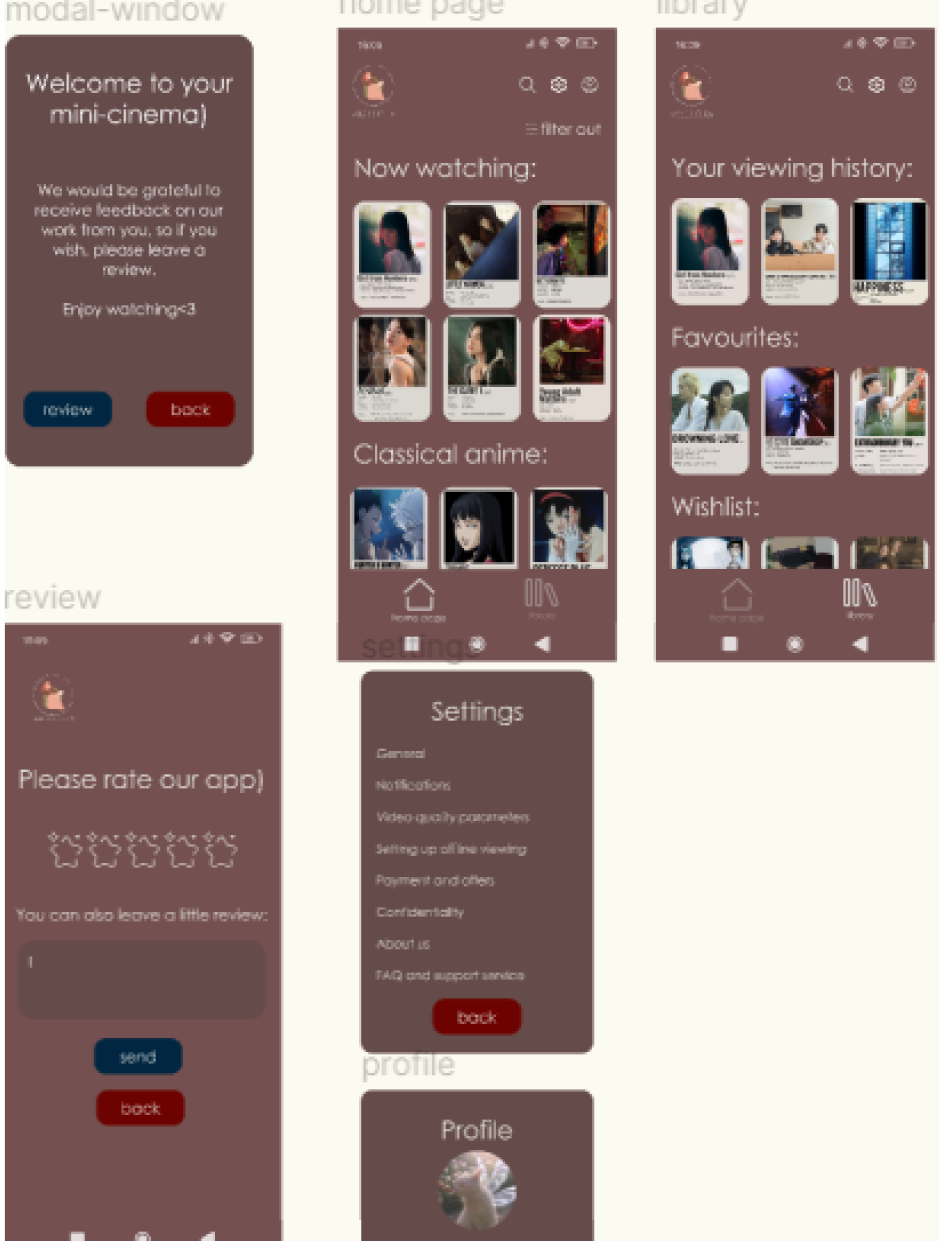 modal-window
Welcome to your
mini-cinema)
We would be grateful to
receive feedback on our
work from you, so if you
wish, please leave a
review.
Enjoy watching<3
review
back
home page
filter out
Now watching:
Classical anime:
home page
library
library
Your viewing history:
HAPPINESS
Favourites:
DROWNING LOVE
Wishlist:
home page
library
review
Please rate our app)
You can also leave a little review:
send
back
settings
Settings
General
Notifications
Video quality parameters
Setting up offline viewing
Payment and offers
Confidentiality
About us
FAQ and support service
back
profile
Profile